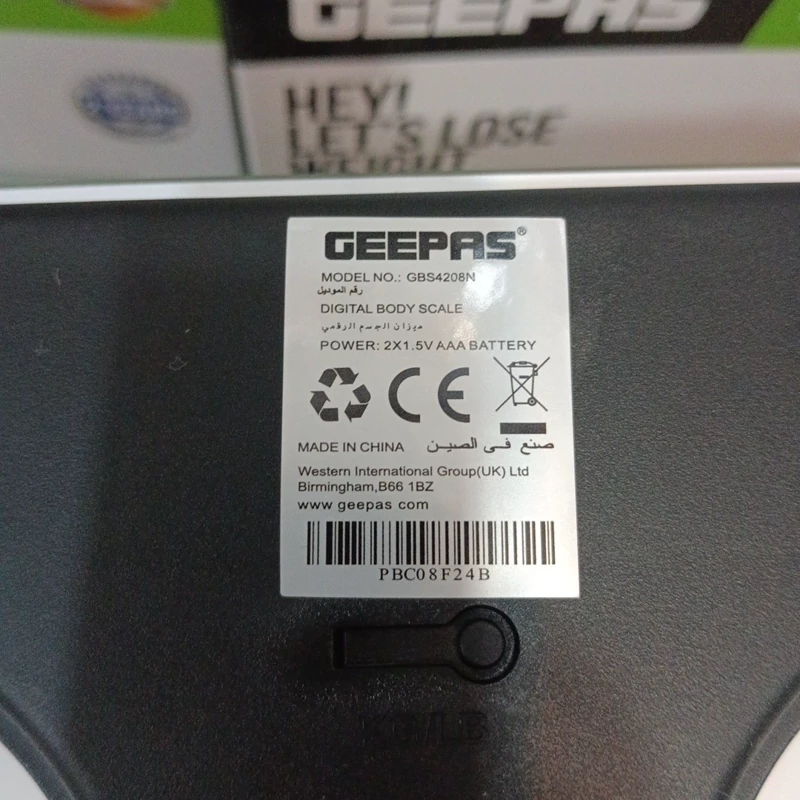 GEEPAS
HEY!
LET'S LOSE
WEIGHT
GEEPAS®
MODEL NO.: GBS4208N
رقم الموديل
DIGITAL BODY SCALE
ميزان الجسم الرقمي
POWER: 2X1.5V AAA BATTERY
CE
MADE IN CHINA صنع في الصين
Western International Group(UK) Ltd
Birmingham,B66 1BZ
www geepas com
PBC08F24B